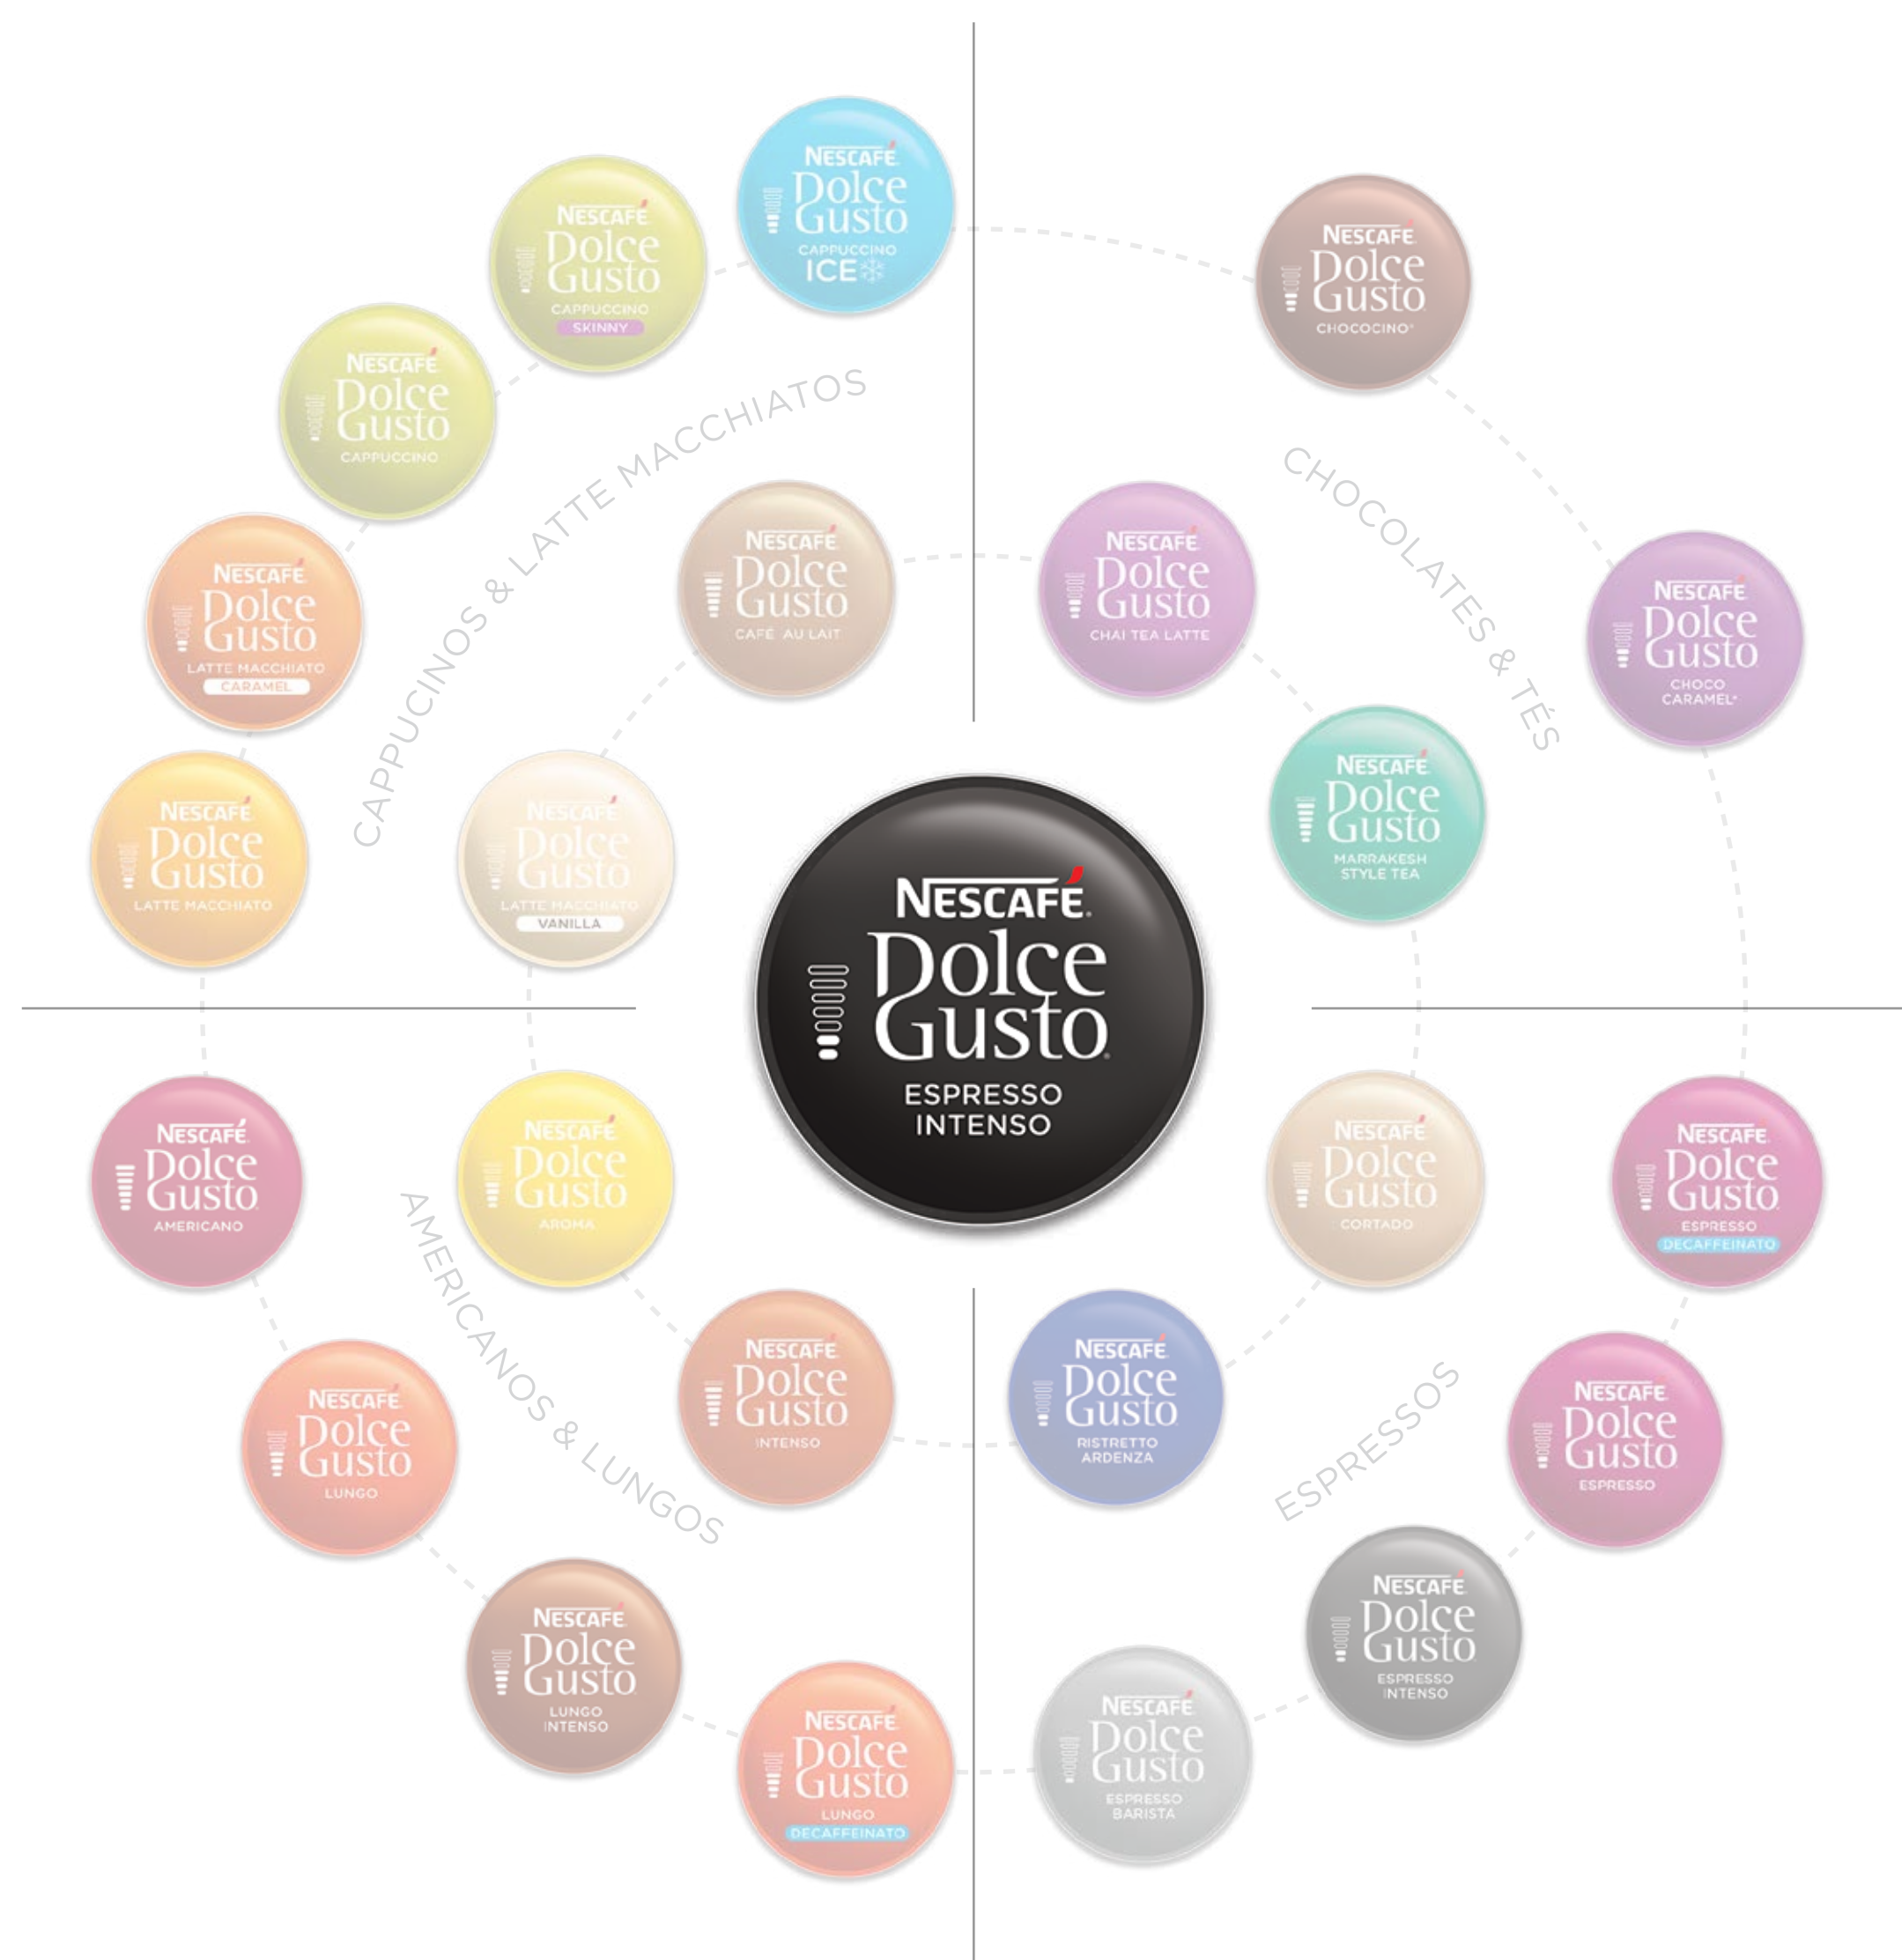 NESCAFÉ
Dolce
Gusto
CAPPUCCINO
ICE
NESCAFÉ
Dolce
Gusto
CAPPUCCINO
SKINNY
NESCAFÉ
Dolce
Gusto
CAPPUCCINO
NESCAFÉ
Dolce
Gusto
LATTE MACCHIATO
CARAMEL
NESCAFÉ
Dolce
Gusto
LATTE MACCHIATO
CAPPUCINOS & LATTE MACCHIATOS
NESCAFÉ
Dolce
Gusto
CAFÉ AU LAIT
NESCAFÉ
Dolce
Gusto
LATTE MACCHIATO
VANILLA
NESCAFÉ
Dolce
Gusto
CHOCOCINO*
NESCAFÉ
Dolce
Gusto
CHOCO
CARAMEL*
CHOCOLATES & TÉS
NESCAFÉ
Dolce
Gusto
CHAI TEA LATTE
NESCAFÉ
Dolce
Gusto
MARRAKESH
STYLE TEA
NESCAFÉ®
Dolce
Gusto®
ESPRESSO
INTENSO
NESCAFÉ
Dolce
Gusto
AMERICANO
NESCAFÉ
Dolce
Gusto
AROMA
AMERICANOS & LUNGOS
NESCAFÉ
Dolce
Gusto
INTENSO
NESCAFÉ
Dolce
Gusto
LUNGO
NESCAFÉ
Dolce
Gusto
LUNGO
INTENSO
NESCAFÉ
Dolce
Gusto
LUNGO
DECAFFEINATO
NESCAFÉ
Dolce
Gusto
CORTADO
NESCAFÉ
Dolce
Gusto
ESPRESSO
DECAFFEINATO
NESCAFÉ
Dolce
Gusto
RISTRETTO
ARDENZA
ESPRESSOS
NESCAFÉ
Dolce
Gusto
ESPRESSO
NESCAFÉ
Dolce
Gusto
ESPRESSO
INTENSO
NESCAFÉ
Dolce
Gusto
ESPRESSO
BARISTA